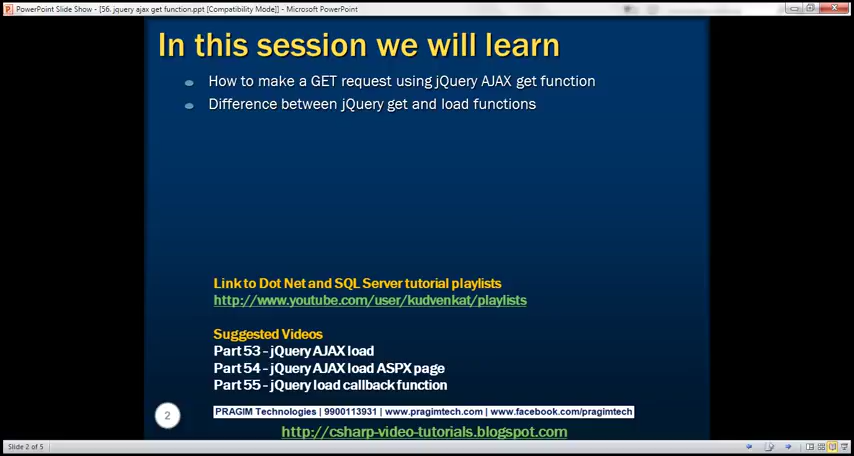 PowerPoint Slide Show - [56. jquery ajax get function.ppt [Compatibility Mode]] - Microsoft PowerPoint
In this session we will learn
How to make a GET request using jQuery AJAX get function
Difference between jQuery get and load functions
Link to Dot Net and SQL Server tutorial playlists
http://www.youtube.com/user/kudvenkat/playlists
Suggested Videos
Part 53 - jQuery AJAX load
Part 54 - jQuery AJAX load ASPX page
Part 55 - jQuery load callback function
2
PRAGIM Technologies | 9900113931 | www.pragimtech.com | www.facebook.com/pragimtech
http://csharp-video-tutorials.blogspot.com
Slide 2 of 5